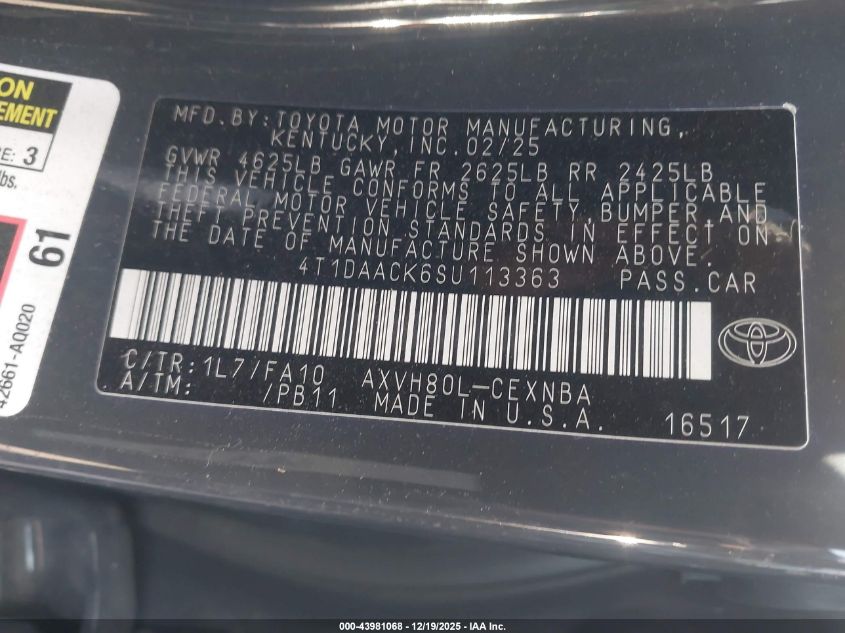 ON
EMENT
E: 3
lbs.
61
42661-AQ020
MFD.BY:TOYOTA MOTOR MANUFACTURING,
KENTUCKY,INC.02/25
GVWR 4625LB GAWR FR 2625LB RR 2425LB
THIS VEHICLE CONFORMS TO ALL APPLICABLE
FEDERAL MOTOR VEHICLE SAFETY BUMPER AND
THEFT PREVENTION STANDARDS IN EFFECT ON
THE DATE OF MANUFACTURE SHOWN ABOVE.
4T1DAACK6SU113363 PASS.CAR
C/TR:1L7/FA10 AXVH80L-CEXNBA
A/TM: /PB11 MADE IN U.S.A. 16517
000-43981068 - 12/19/2025 - IAA Inc.